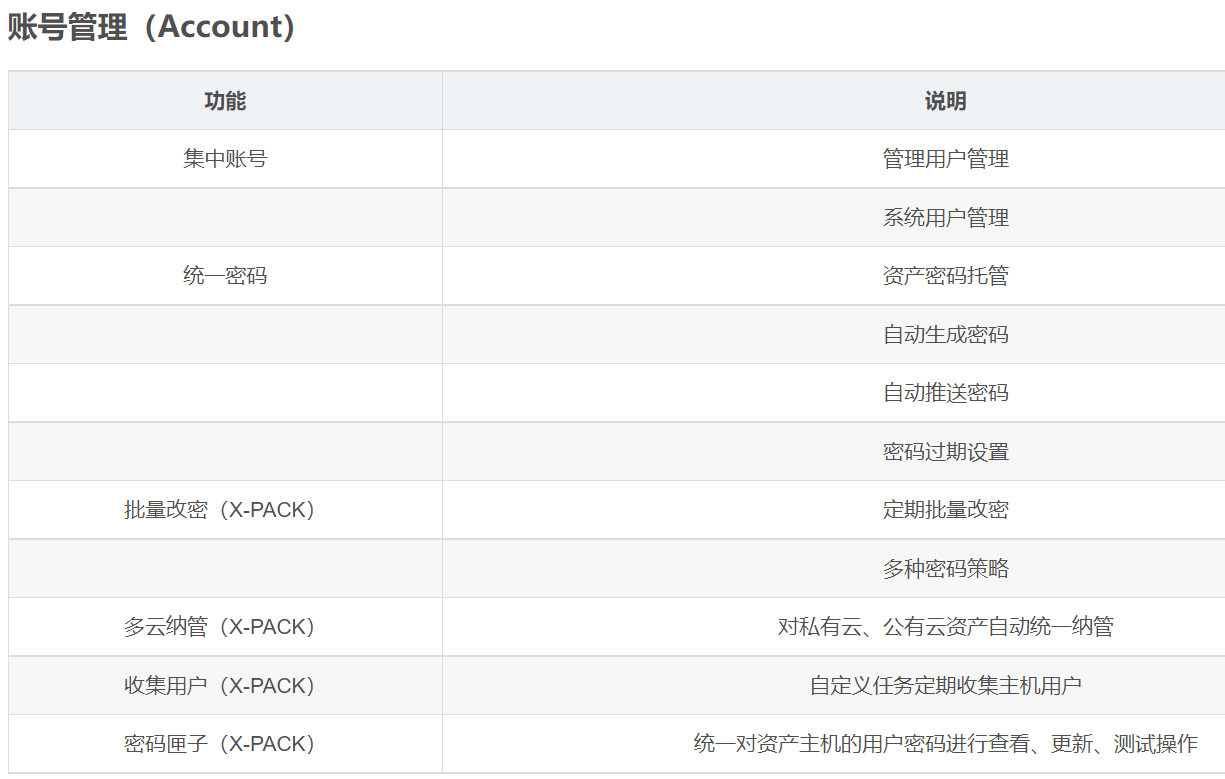 账号管理（Account）
功能 说明
集中账号 管理用户管理
系统用户管理
统一密码 资产密码托管
自动生成密码
自动推送密码
密码过期设置
批量改密（X-PACK） 定期批量改密
多种密码策略
多云纳管（X-PACK） 对私有云、公有云资产自动统一纳管
收集用户（X-PACK） 自定义任务定期收集主机用户
密码匣子（X-PACK） 统一对资产主机的用户密码进行查看、更新、测试操作